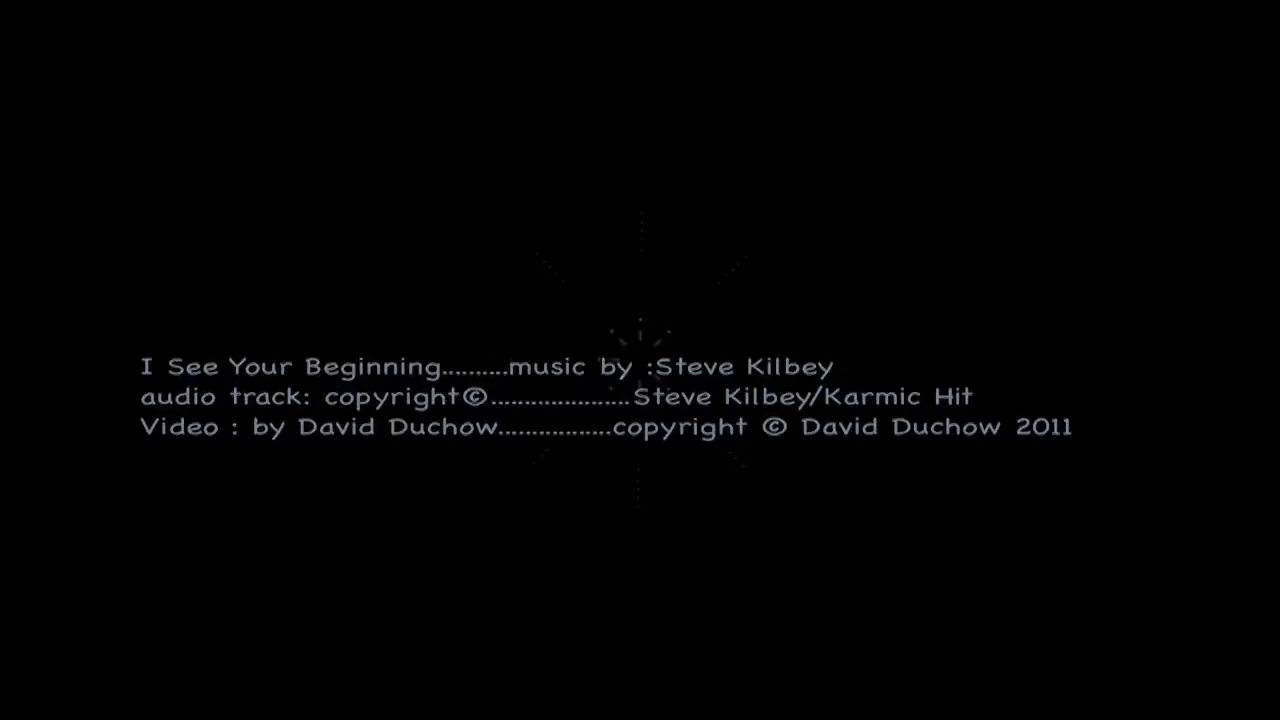 I See Your Beginning..........music by :Steve Kilbey
audio track: copyright©.....................Steve Kilbey/Karmic Hit
Video : by David Duchow.................copyright © David Duchow 2011